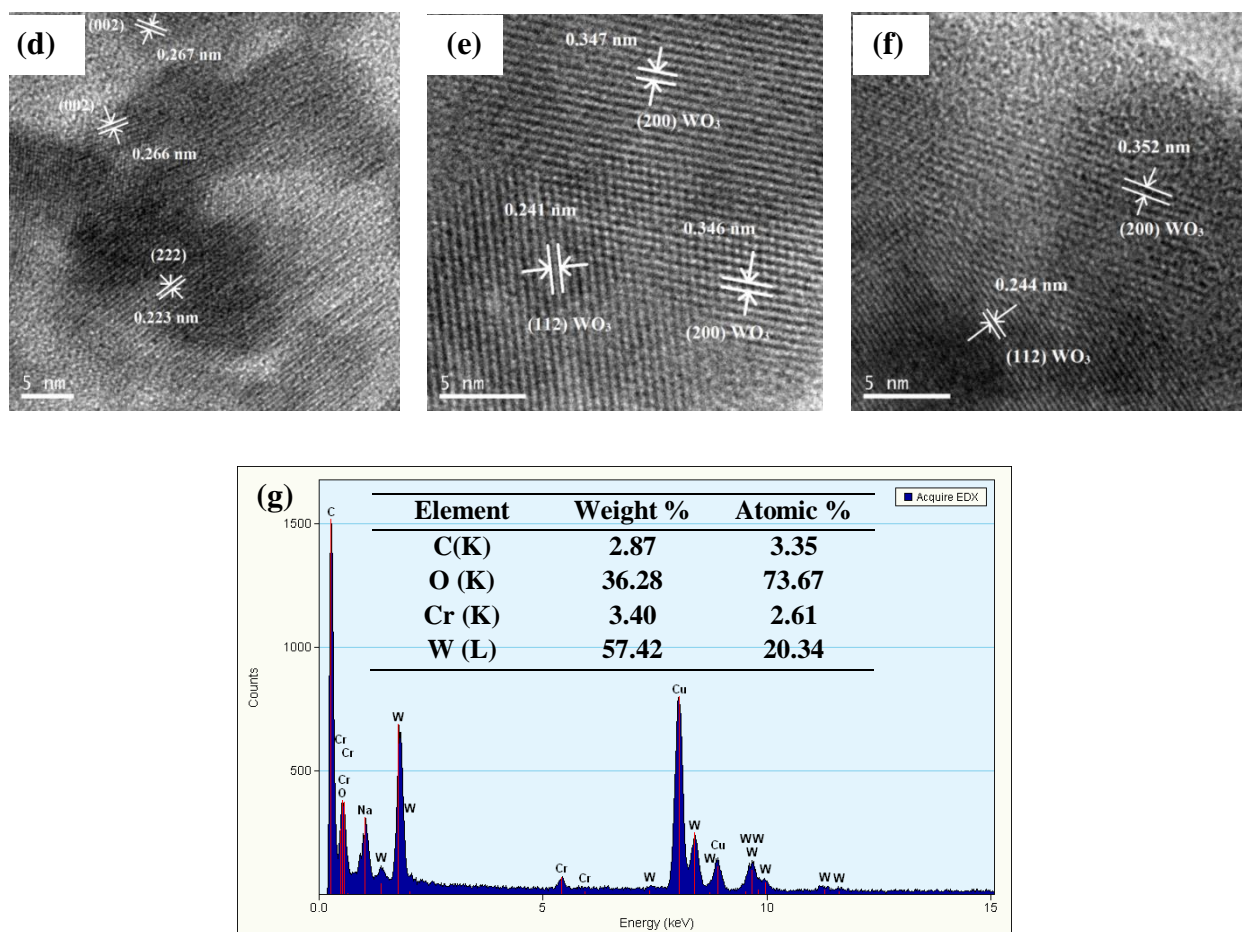 (d)
(002)
0.267 nm
(002)
0.266 nm
(222)
0.223 nm
5 nm
(e)
0.347 nm
(200) WO₃
0.241 nm
0.346 nm
(112) WO₃
(200) WO₃
5 nm
(f)
0.352 nm
(200) WO₃
0.244 nm
(112) WO₃
5 nm
(g)
Acquire EDX
Element Weight % Atomic %
C(K) 2.87 3.35
O (K) 36.28 73.67
Cr (K) 3.40 2.61
W (L) 57.42 20.34
Counts
1500
1000
500
C
Cr
Cr
Cr
O
Na
W
W
W
Cr
Cr
W
Cu
W
W
Cu
W W
W
W
W W
0.0 5 10 15
Energy (keV)